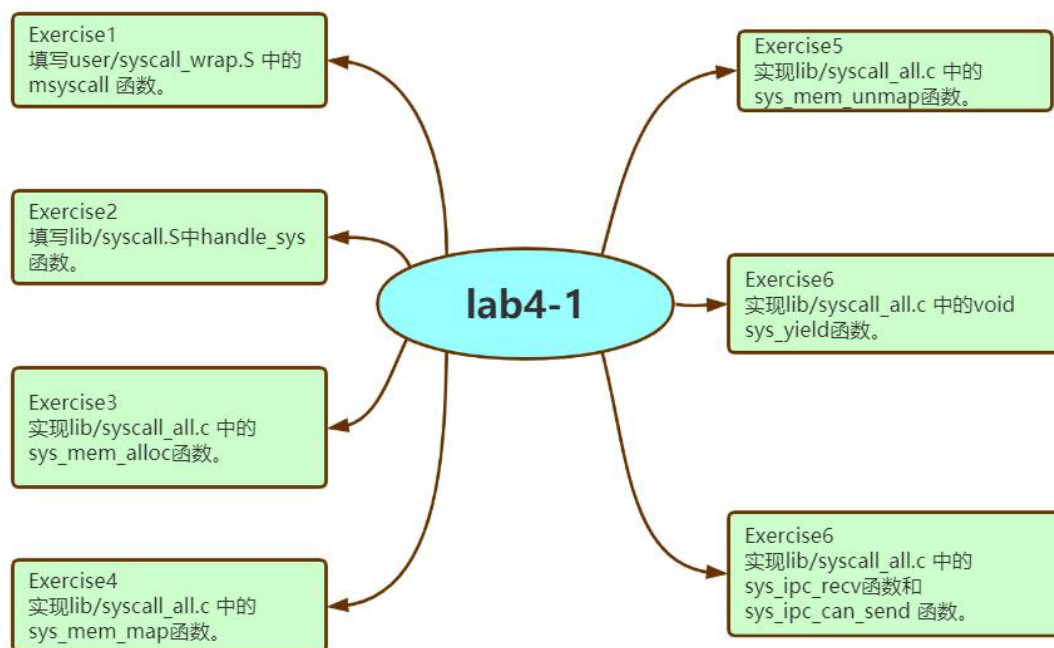 Exercise1
填写user/syscall_wrap.S 中的
msyscall 函数。
Exercise2
填写lib/syscall.S中handle_sys
函数。
Exercise3
实现lib/syscall_all.c 中的
sys_mem_alloc函数。
Exercise4
实现lib/syscall_all.c 中的
sys_mem_map函数。
lab4-1
Exercise5
实现lib/syscall_all.c 中的
sys_mem_unmap函数。
Exercise6
实现lib/syscall_all.c 中的void
sys_yield函数。
Exercise6
实现lib/syscall_all.c 中的
sys_ipc_recv函数和
sys_ipc_can_send 函数。